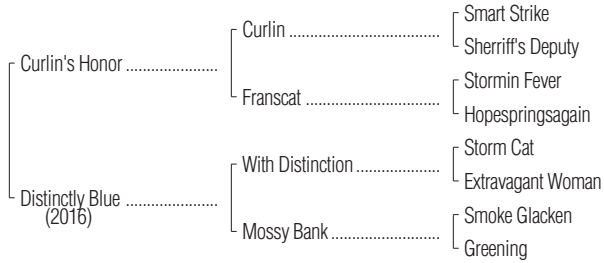 Smart Strike
Curlin ..............................
Sherriff's Deputy
Curlin's Honor ......................
Stormin Fever
Franscat ............................
Hopespringsagain
Storm Cat
With Distinction ....................
Extravagant Woman
Distinctly Blue .....................
(2016)
Smoke Glacken
Mossy Bank ..........................
Greening